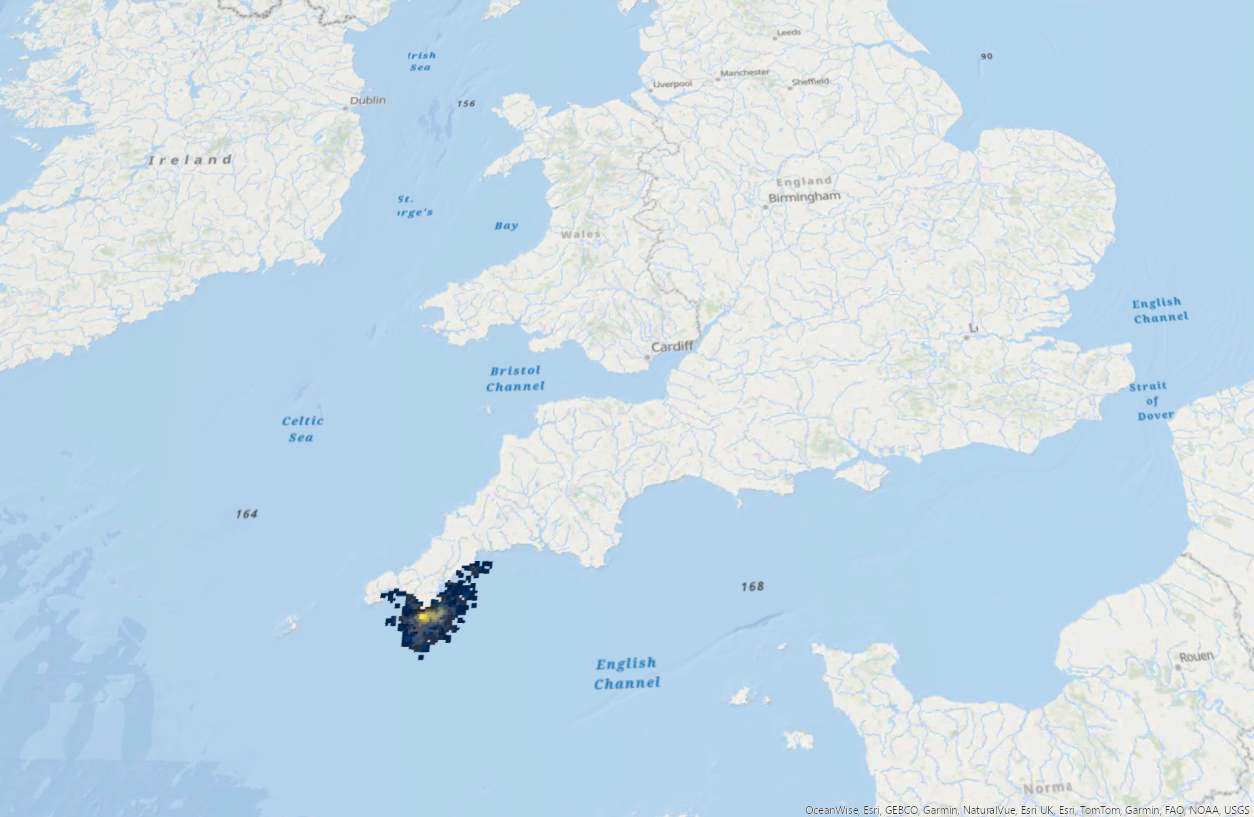 Leeds
Irish
Sea
90
Manchester
Liverpool
Sheffield
Dublin
156
Ireland
England
Birmingham
St.
orge's
Bay
Wales
English
Channel
L
Cardiff
Bristol
Channel
Strait
of
Dover
Celtic
Sea
164
168
English
Channel
Rouen
Norma
OceanWise, Esri, GEBCO, Garmin, NaturalVue, Esri UK, Esri, TomTom, Garmin, FAO, NOAA, USGS